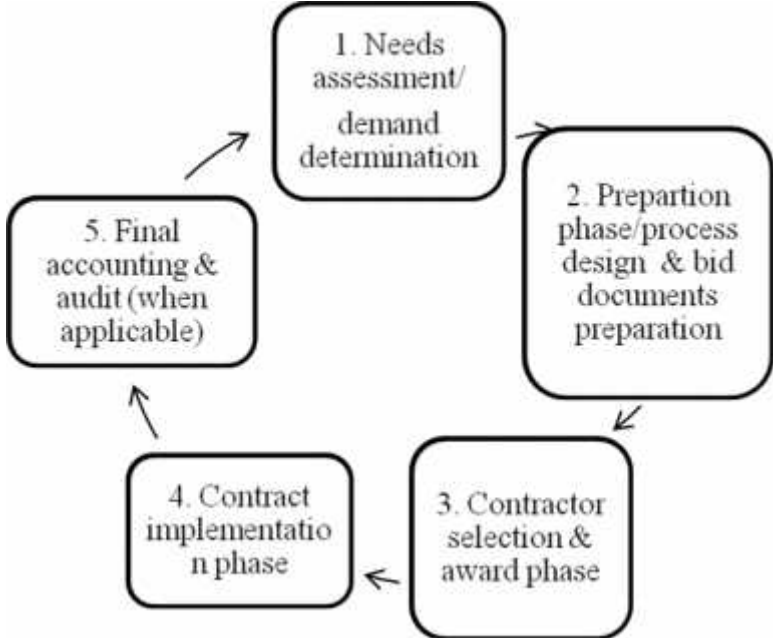 1. Needs
assessment/
demand
determination
2. Prepartion
phase/process
design & bid
documents
preparation
3. Contractor
selection &
award phase
4. Contract
implementatio
n phase
5. Final
accounting &
audit (when
applicable)